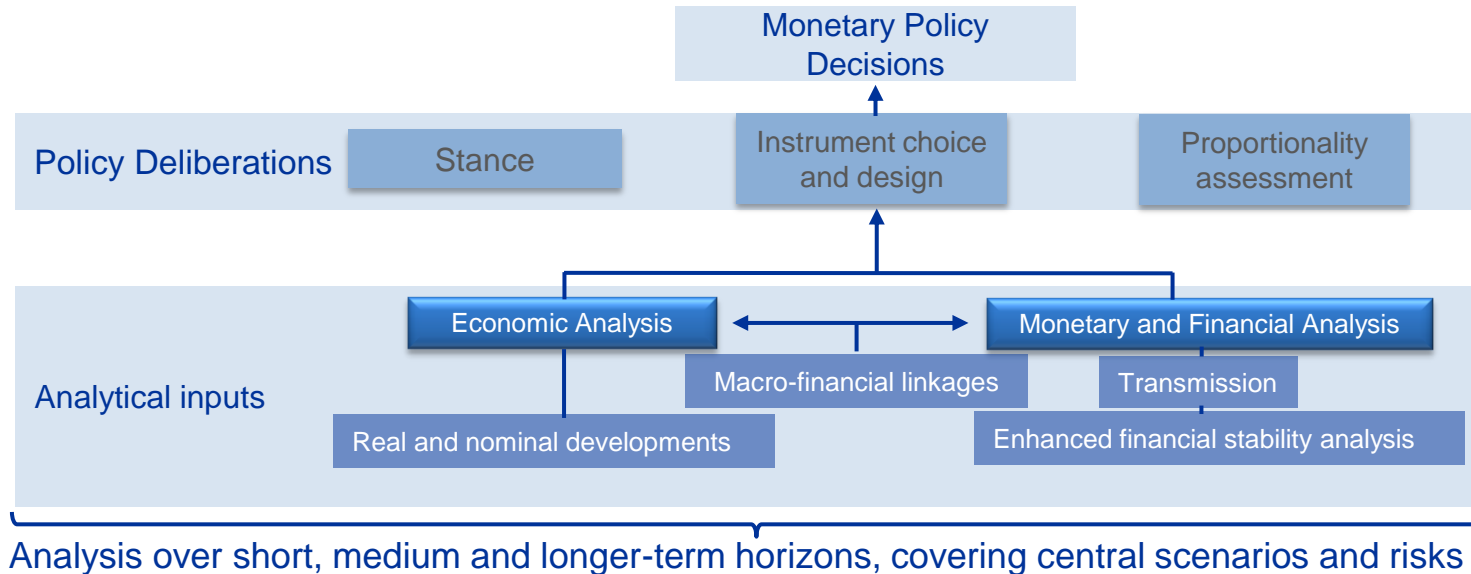 Monetary Policy
Decisions
Policy Deliberations
Stance
Instrument choice
and design
Proportionality
assessment
Analytical inputs
Economic Analysis
Monetary and Financial Analysis
Macro-financial linkages
Transmission
Real and nominal developments
Enhanced financial stability analysis
Analysis over short, medium and longer-term horizons, covering central scenarios and risks